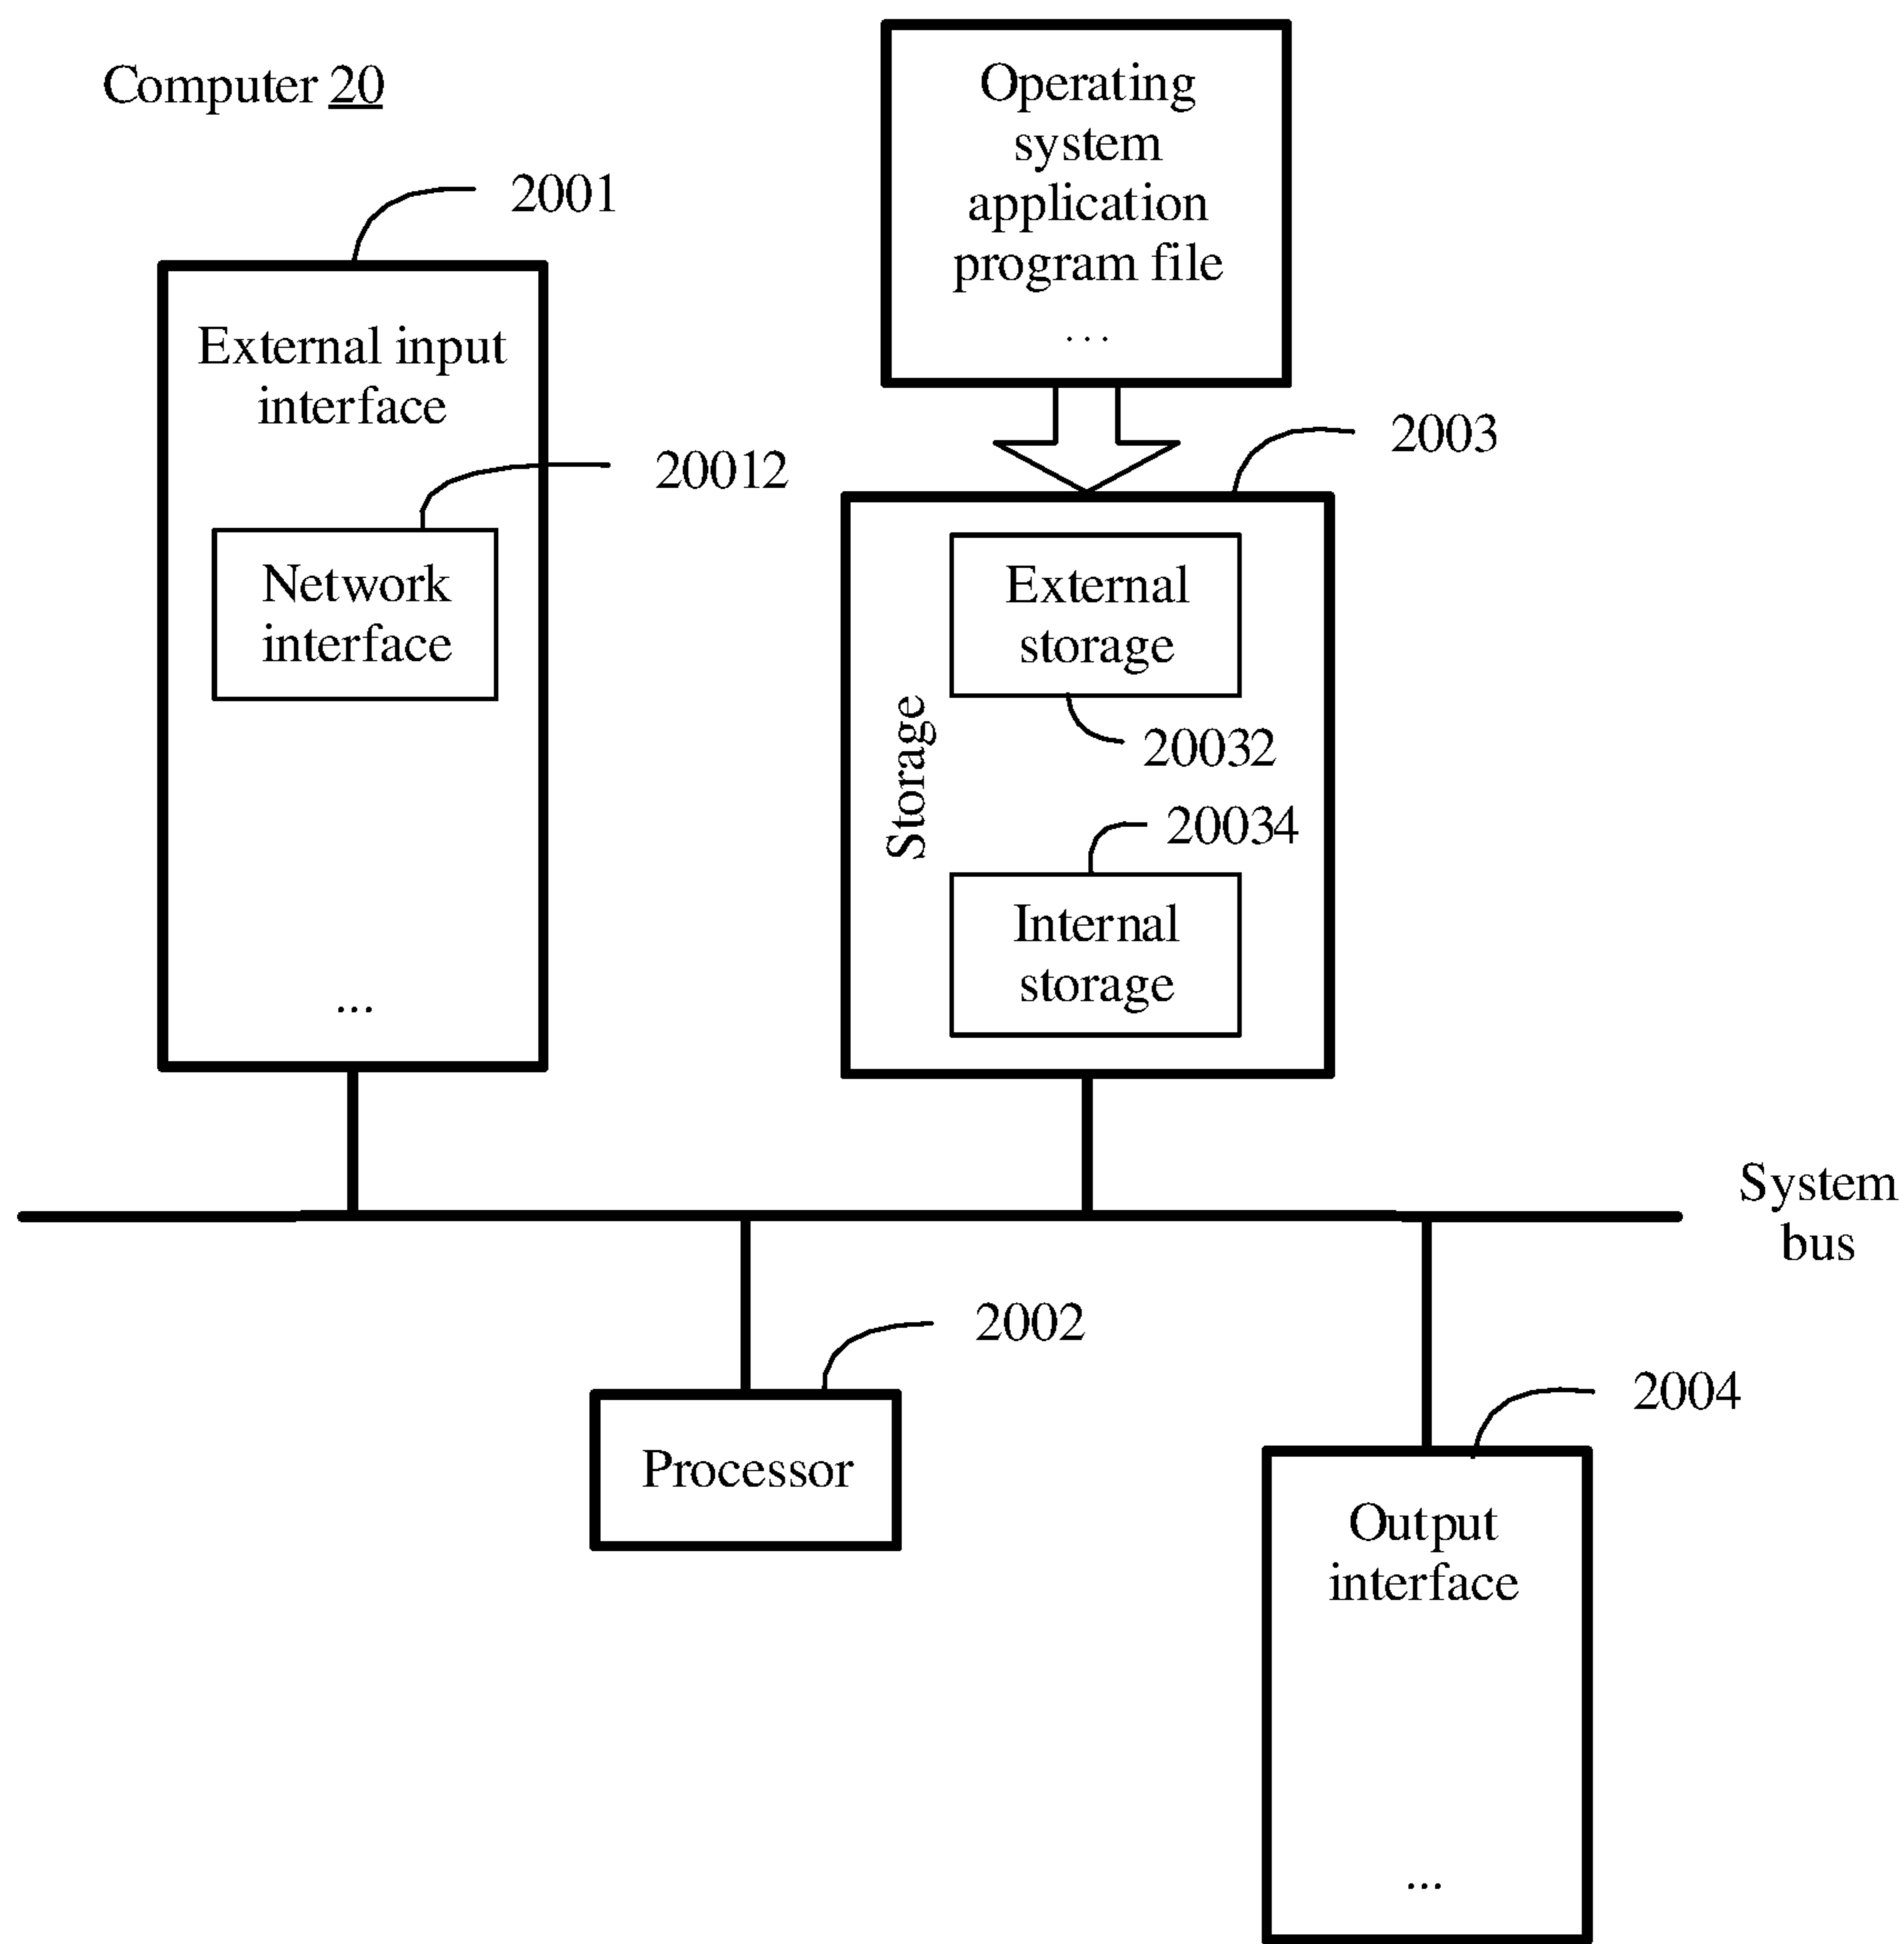 Computer 20
2001
External input
interface
20012
Network
interface
...
Operating
system
application
program file
...
2003
Storage
External
storage
20032
20034
Internal
storage
System
bus
2002
Processor
2004
Output
interface
...